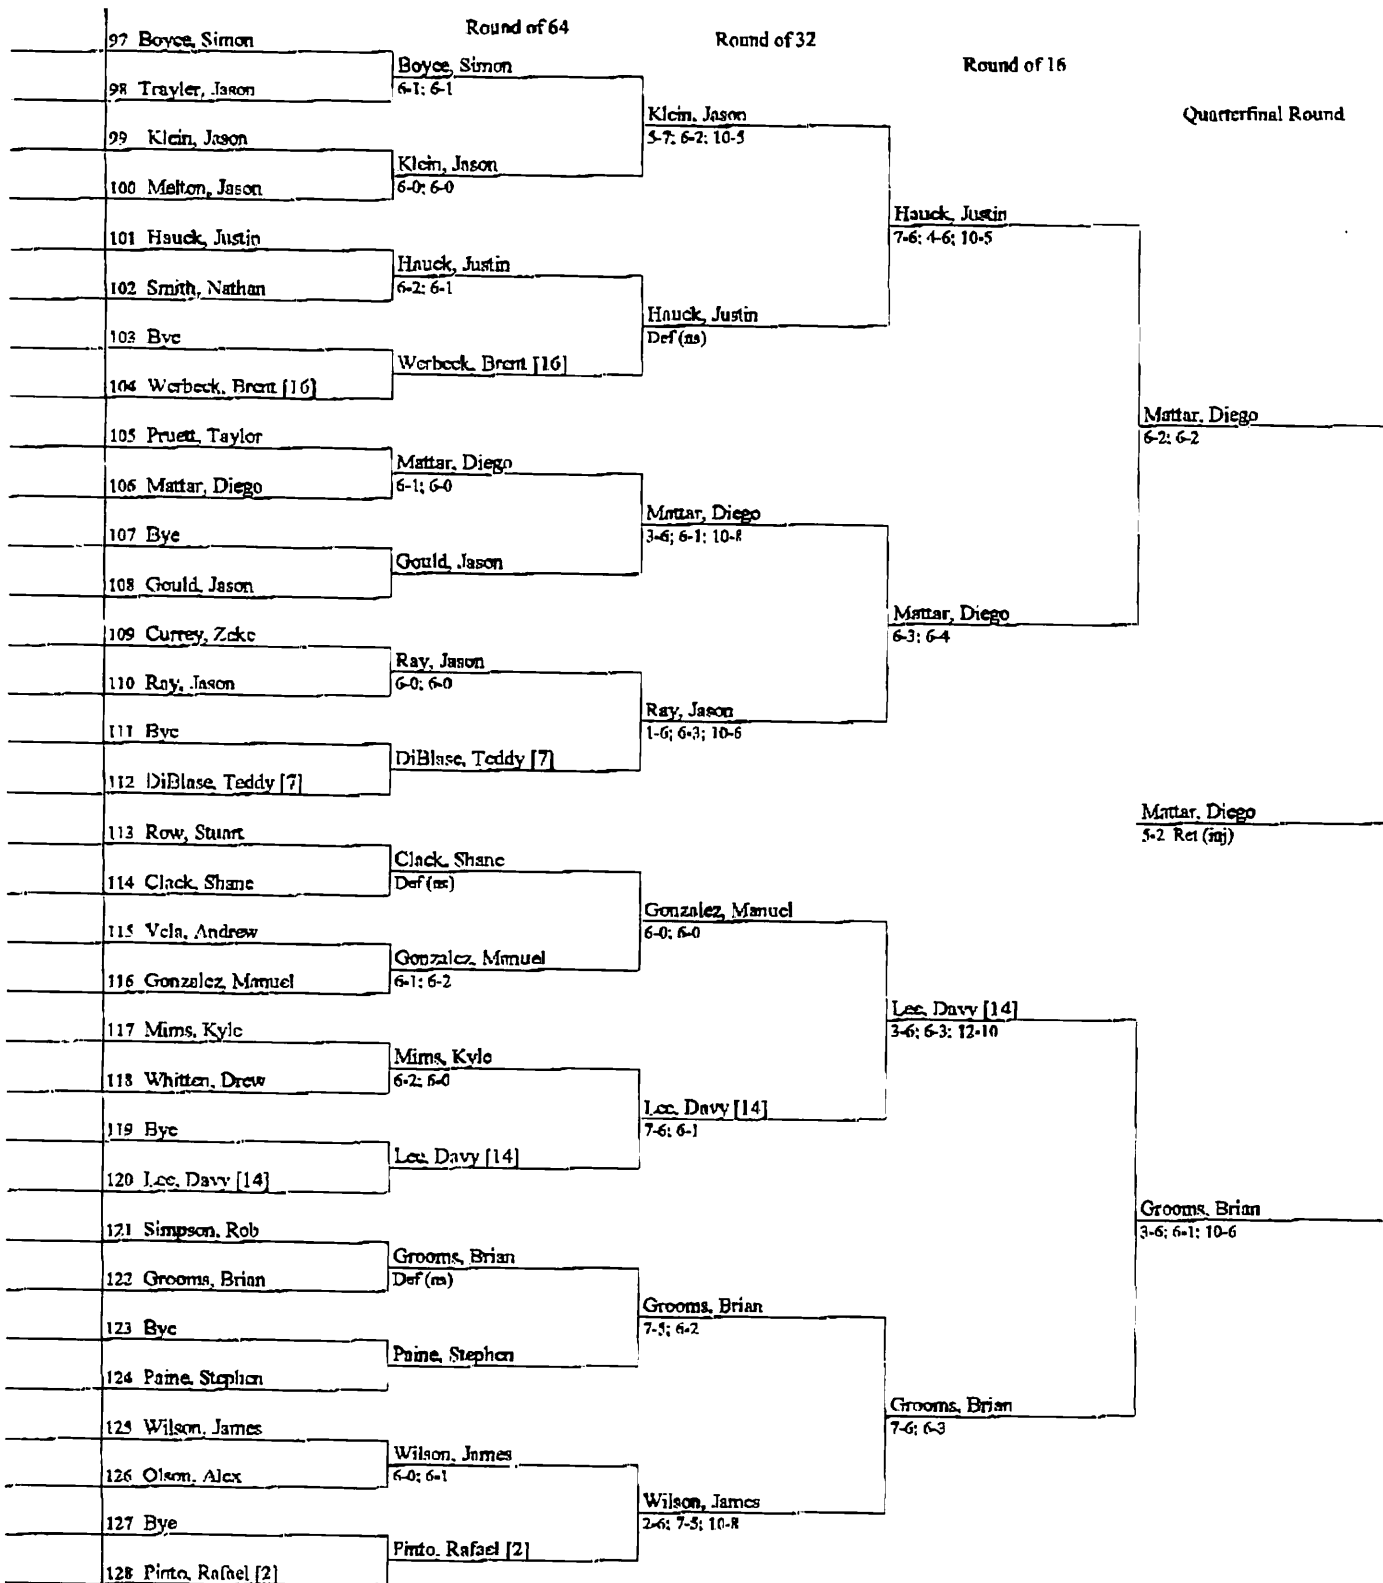 Round of 64
Round of 32
Round of 16
Quarterfinal Round
97 Boyce, Simon
98 Trayler, Jason
99 Klein, Jason
100 Melton, Jason
101 Hauck, Justin
102 Smith, Nathan
103 Bye
104 Werbeck, Brent [16]
105 Pruett, Taylor
106 Mattar, Diego
107 Bye
108 Gould, Jason
109 Currey, Zeke
110 Ray, Jason
111 Bye
112 DiBlase, Teddy [7]
113 Row, Stuart
114 Clack, Shane
115 Vela, Andrew
116 Gonzalez, Manuel
117 Mims, Kyle
118 Whitten, Drew
119 Bye
120 Lee, Davy [14]
121 Simpson, Rob
122 Grooms, Brian
123 Bye
124 Paine, Stephen
125 Wilson, James
126 Olson, Alex
127 Bye
128 Pinto, Rafael [2]
Boyce, Simon
6-1; 6-1
Klein, Jason
6-0; 6-0
Hauck, Justin
6-2; 6-1
Werbeck, Brent [16]
Mattar, Diego
6-1; 6-0
Gould, Jason
Ray, Jason
6-0; 6-0
DiBlase, Teddy [7]
Clack, Shane
Def (ns)
Gonzalez, Manuel
6-1; 6-2
Mims, Kyle
6-2; 6-0
Lee, Davy [14]
Grooms, Brian
Def (ns)
Paine, Stephen
Wilson, James
6-0; 6-1
Pinto, Rafael [2]
Klein, Jason
5-7; 6-2; 10-5
Hauck, Justin
Def (ns)
Mattar, Diego
3-6; 6-1; 10-8
Ray, Jason
1-6; 6-3; 10-6
Gonzalez, Manuel
6-0; 6-0
Lee, Davy [14]
7-6; 6-1
Grooms, Brian
7-5; 6-2
Wilson, James
2-6; 7-5; 10-8
Hauck, Justin
7-6; 4-6; 10-5
Mattar, Diego
6-3; 6-4
Lee, Davy [14]
3-6; 6-3; 12-10
Grooms, Brian
7-6; 6-3
Mattar, Diego
6-2; 6-2
Mattar, Diego
5-2 Ret (inj)
Grooms, Brian
3-6; 6-1; 10-6